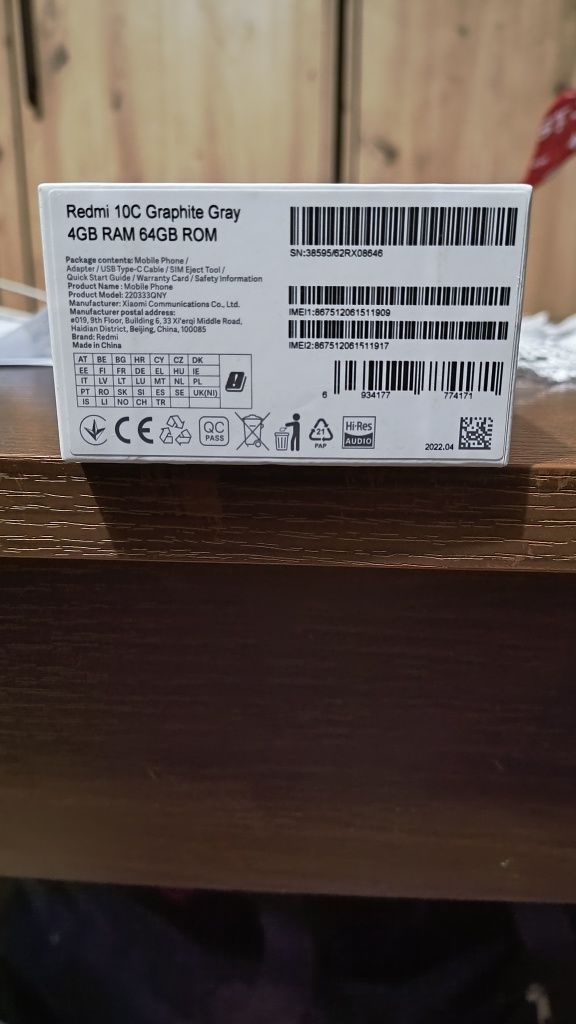 Redmi 10C Graphite Gray
4GB RAM 64GB ROM
Package contents: Mobile Phone /
Adapter / USB Type-C Cable / SIM Eject Tool /
Quick Start Guide / Warranty Card / Safety Information
Product Name : Mobile Phone
Product Model: 220333QNY
Manufacturer: Xiaomi Communications Co., Ltd.
Manufacturer postal address:
#019, 9th Floor, Building 6, 33 Xi'erqi Middle Road,
Haidian District, Beijing, China, 100085
Brand: Redmi
Made in China
AT BE BG HR CY CZ DK
EE FI FR DE EL HU IE
IT LV LT LU MT NL PL
PT RO SK SI ES SE UK(NI)
IS LI NO CH TR
CE
QC
PASS
21
PAP
Hi-Res
AUDIO
SN:38595/62RX08646
IMEI1:867512061511909
IMEI2:867512061511917
6 934177 774171
2022.04